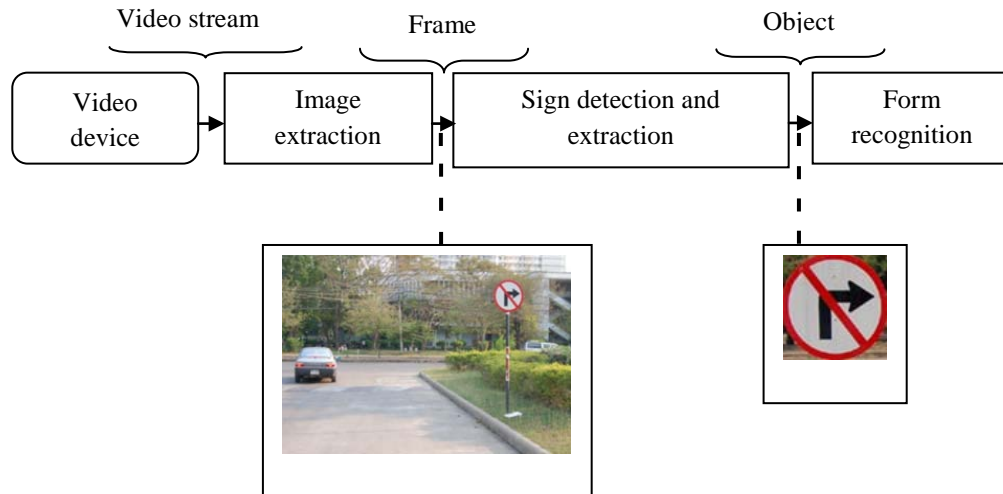 Video stream
Frame
Object
Video
device
Image
extraction
Sign detection and
extraction
Form
recognition